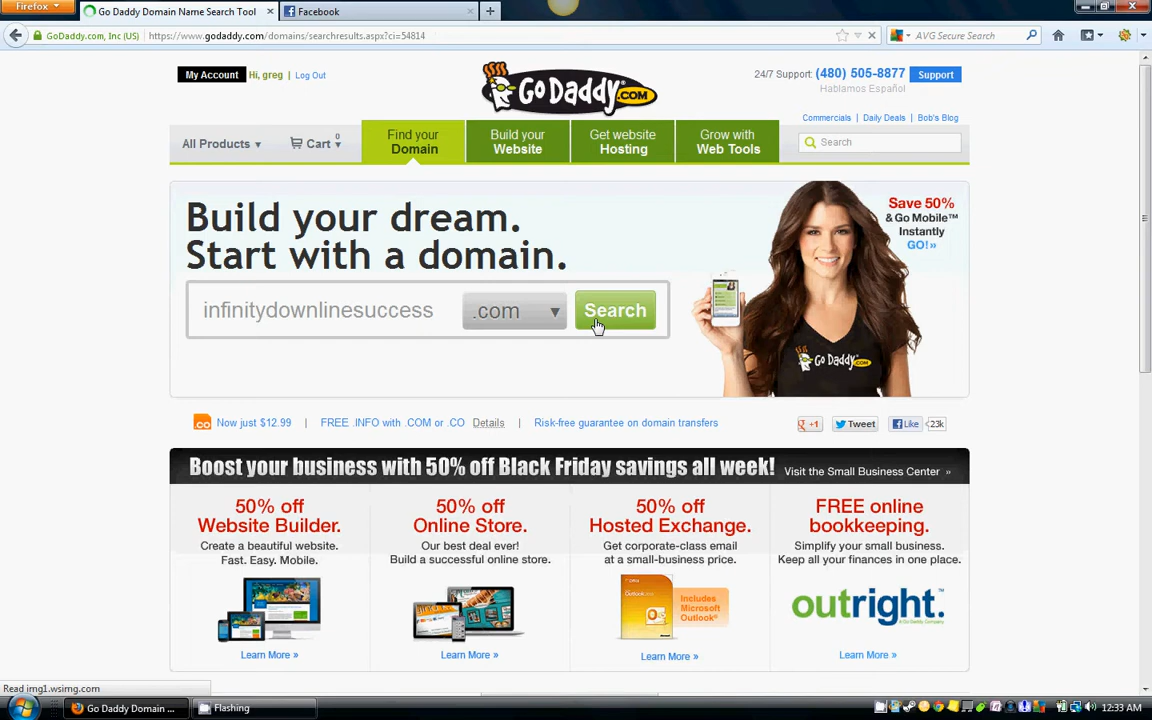 Firefox
Go Daddy Domain Name Search Tool
Facebook
GoDaddy.com, Inc (US)
https://www.godaddy.com/domains/searchresults.aspx?ci=54814
AVG Secure Search
My Account
Hi, greg
Log Out
Go Daddy.COM
24/7 Support: (480) 505-8877
Support
Hablamos Español
Commercials | Daily Deals | Bob's Blog
All Products
0
Cart
Find your
Domain
Build your
Website
Get website
Hosting
Grow with
Web Tools
Search
Build your dream.
Start with a domain.
infinitydownlinesuccess
.com
Search
Save 50%
& Go Mobile™
Instantly
GO! »
Go Daddy.COM
.co
Now just $12.99 | FREE .INFO with .COM or .CO Details | Risk-free guarantee on domain transfers
+1
Tweet
Like
23k
Boost your business with 50% off Black Friday savings all week!
Visit the Small Business Center »
50% off
Website Builder.
Create a beautiful website.
Fast. Easy. Mobile.
Learn More »
50% off
Online Store.
Our best deal ever!
Build a successful online store.
Learn More »
50% off
Hosted Exchange.
Get corporate-class email
at a small-business price.
Includes
Microsoft
Outlook®
Learn More »
FREE online
bookkeeping.
Simplify your small business.
Keep all your finances in one place.
outright.
A Go Daddy Company
Learn More »
Read img1.wsimg.com
Go Daddy Domain ...
Flashing
12:33 AM